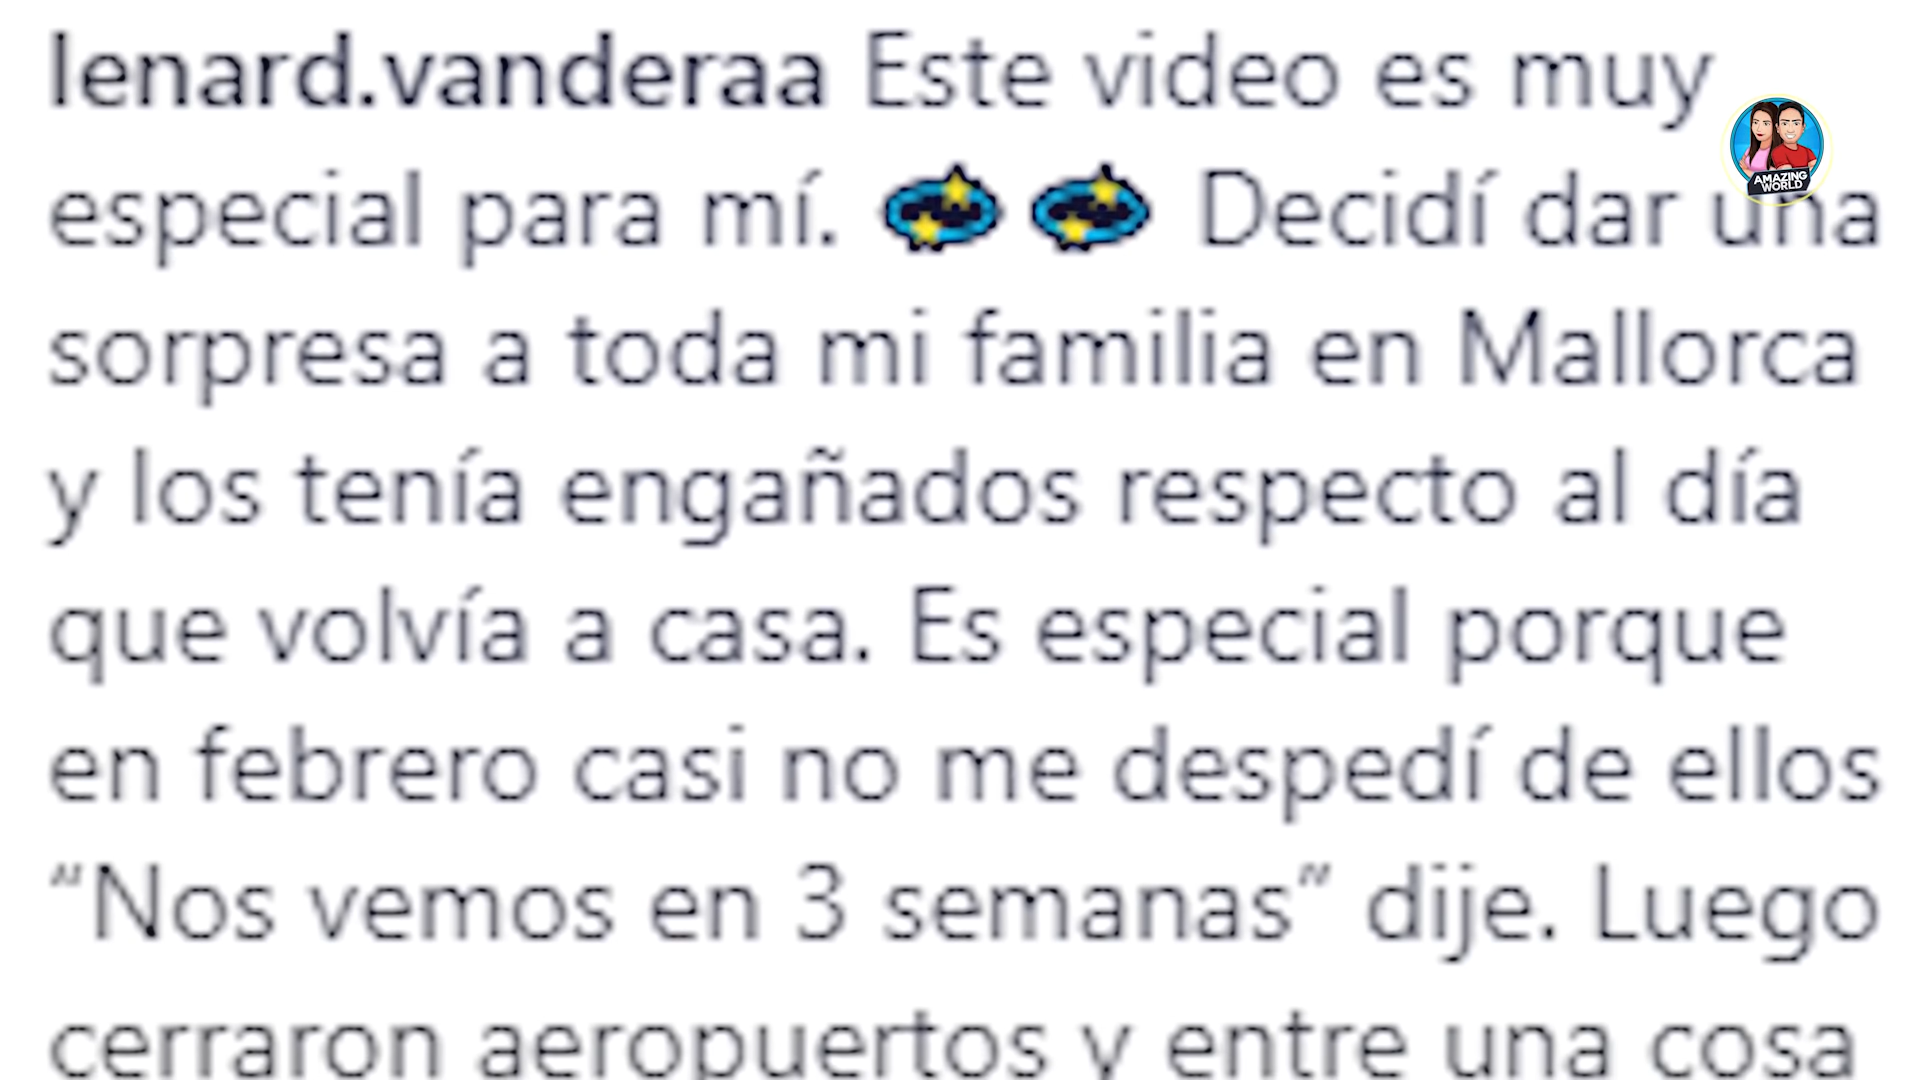 lenard.vanderaa Este video es muy
especial para mí. 💫💫 Decidí dar una
sorpresa a toda mi familia en Mallorca
y los tenía engañados respecto al día
que volvía a casa. Es especial porque
en febrero casi no me despedí de ellos
“Nos vemos en 3 semanas” dije. Luego
cerraron aeropuertos y entre una cosa
AMAZING
WORLD